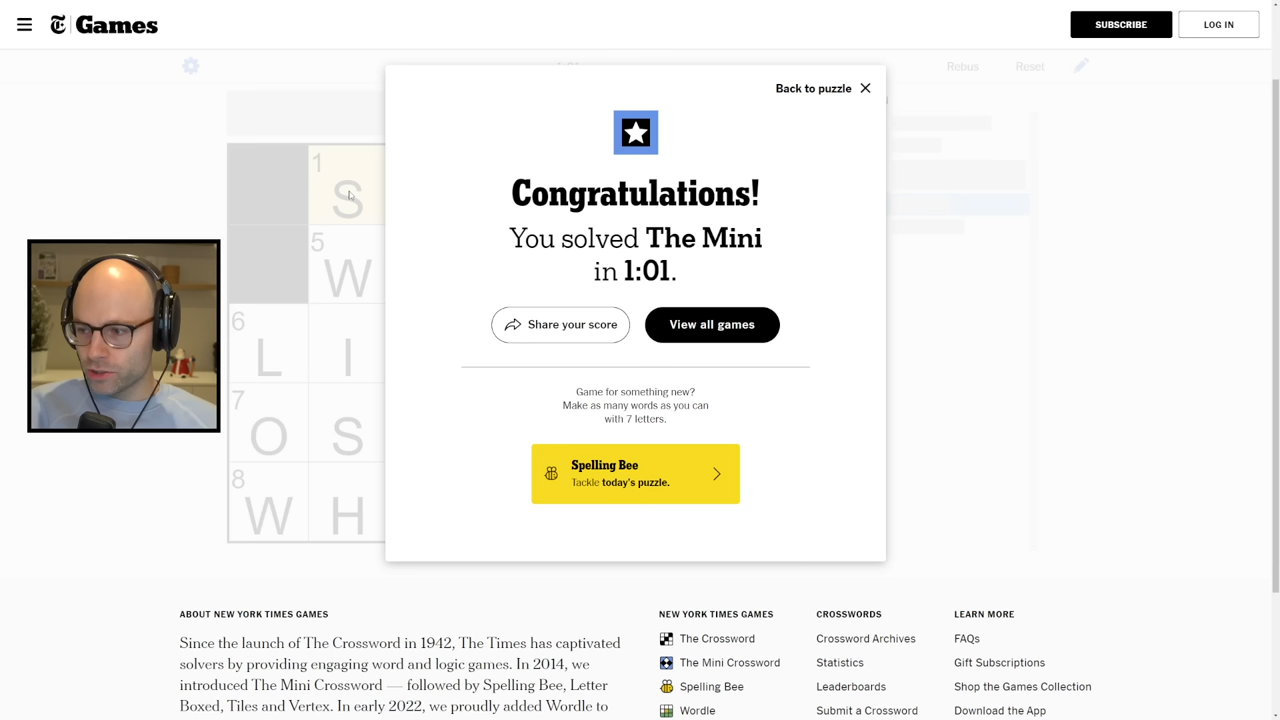 Games
SUBSCRIBE
LOG IN
Rebus
Reset
Back to puzzle
Congratulations!
You solved The Mini
in 1:01.
Share your score
View all games
Game for something new?
Make as many words as you can
with 7 letters.
Spelling Bee
Tackle today's puzzle.
1
S
5
W
6
L
I
7
O
S
8
W
H
ABOUT NEW YORK TIMES GAMES
Since the launch of The Crossword in 1942, The Times has captivated
solvers by providing engaging word and logic games. In 2014, we
introduced The Mini Crossword — followed by Spelling Bee, Letter
Boxed, Tiles and Vertex. In early 2022, we proudly added Wordle to
NEW YORK TIMES GAMES
The Crossword
The Mini Crossword
Spelling Bee
Wordle
CROSSWORDS
Crossword Archives
Statistics
Leaderboards
Submit a Crossword
LEARN MORE
FAQs
Gift Subscriptions
Shop the Games Collection
Download the App